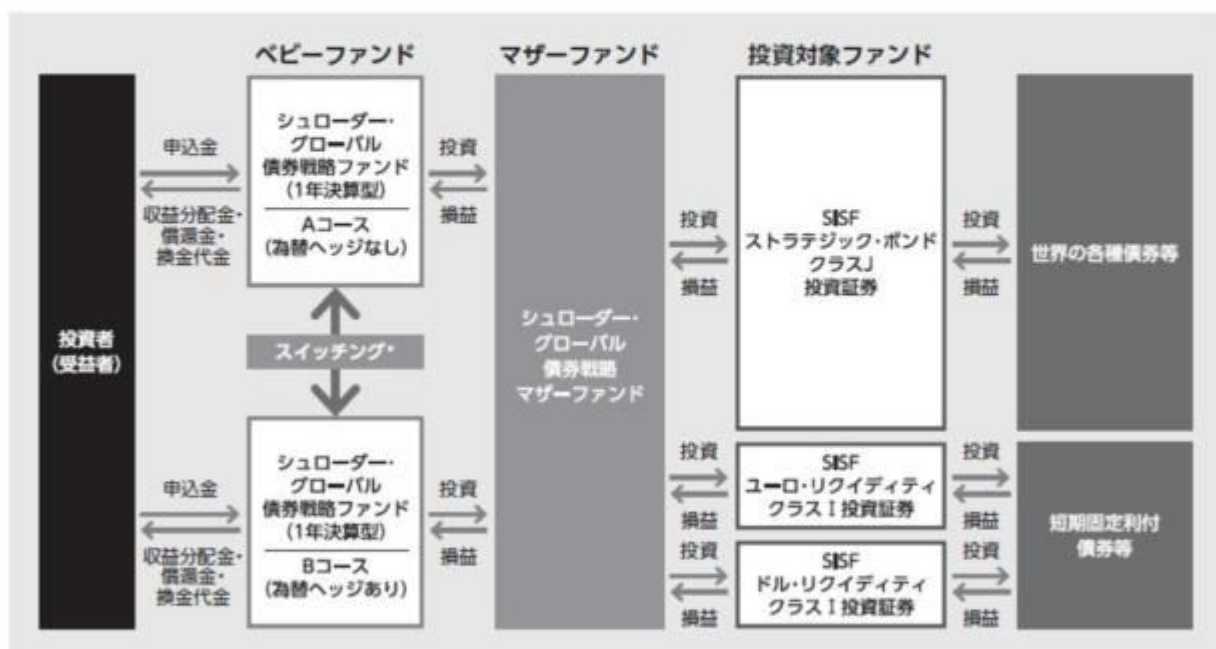 ベビーファンド
マザーファンド
投資対象ファンド
投資者
(受益者)
申込金
収益分配金・
償還金・
換金代金
シュローダー・
グローバル
債券戦略ファンド
(1年決算型)
Aコース
(為替ヘッジなし)
投資
損益
スイッチング*
申込金
収益分配金・
償還金・
換金代金
シュローダー・
グローバル
債券戦略ファンド
(1年決算型)
Bコース
(為替ヘッジあり)
投資
損益
シュローダー・
グローバル
債券戦略
マザーファンド
投資
損益
SISF
ストラテジック・ボンド
クラスJ
投資証券
投資
損益
世界の各種債券等
投資
損益
SISF
ユーロ・リクイディティ
クラスI投資証券
投資
損益
投資
損益
SISF
ドル・リクイディティ
クラスI投資証券
投資
損益
短期固定利付
債券等